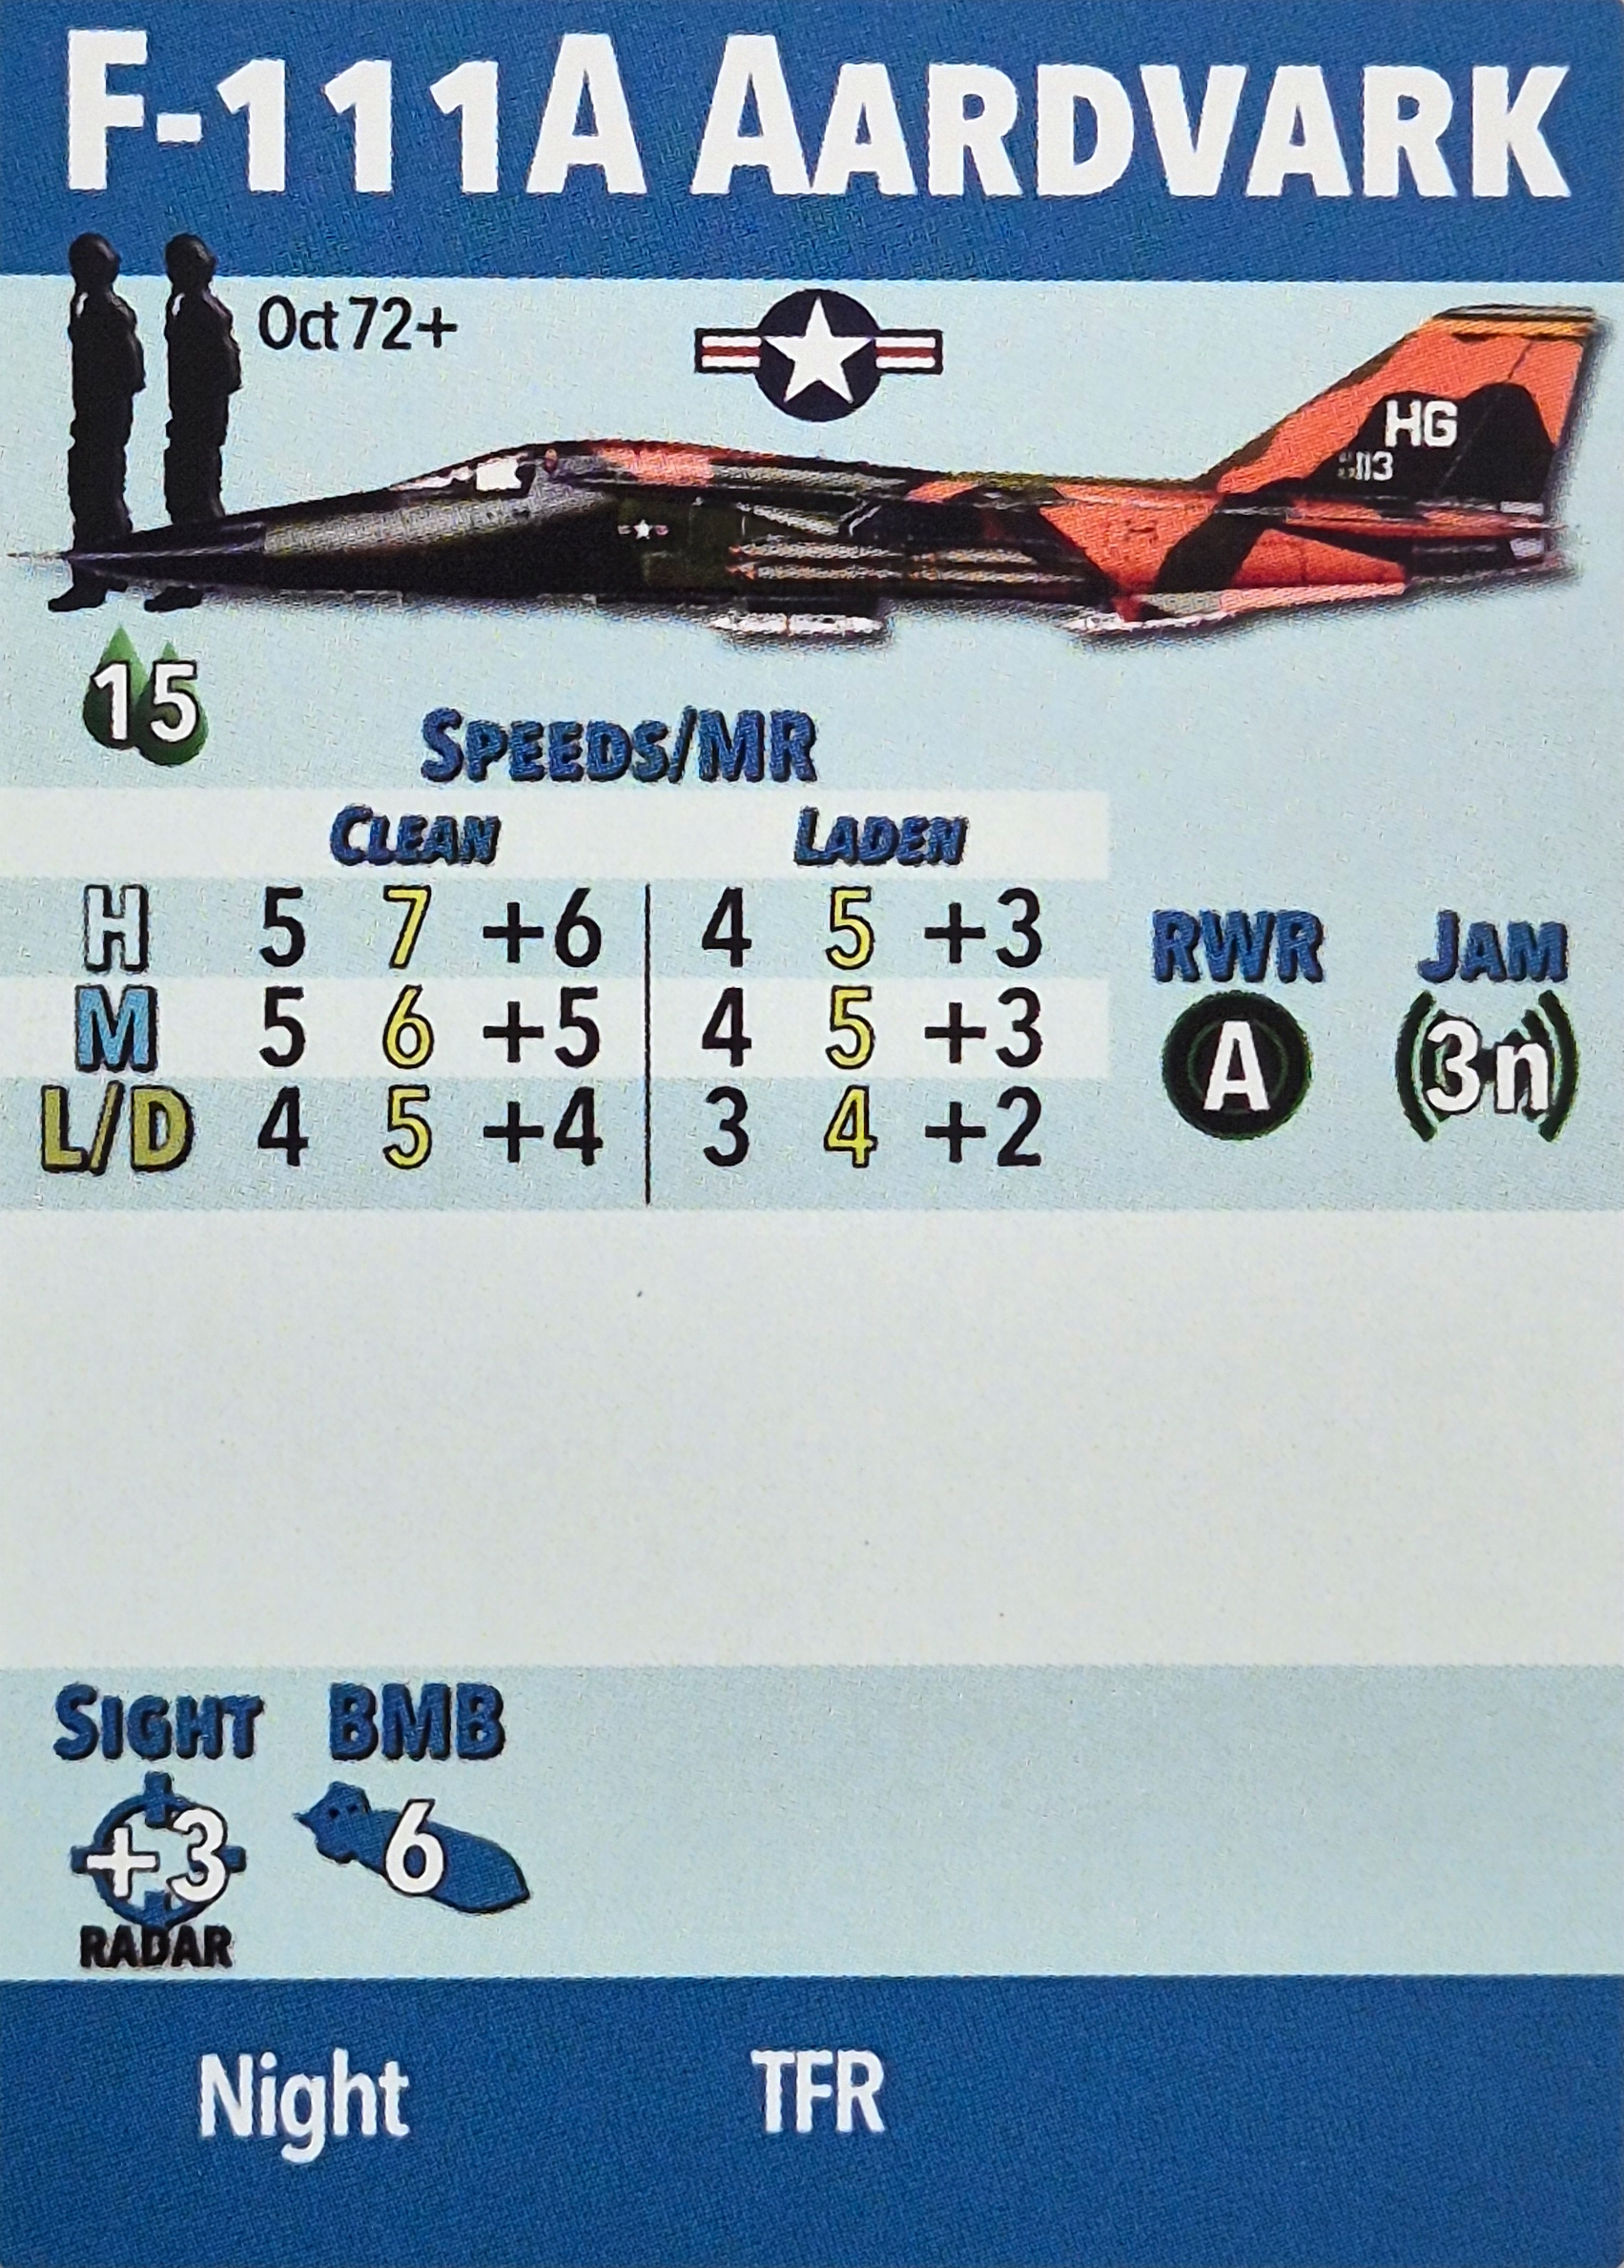 F-111A AARDVARK
Oct 72+
HG
113
15
SPEEDS/MR
CLEAN LADEN
H 5 7 +6 4 5 +3
M 5 6 +5 4 5 +3
L/D 4 5 +4 3 4 +2
RWR JAM
A (3n)
SIGHT BMB
+3 6
RADAR
Night TFR